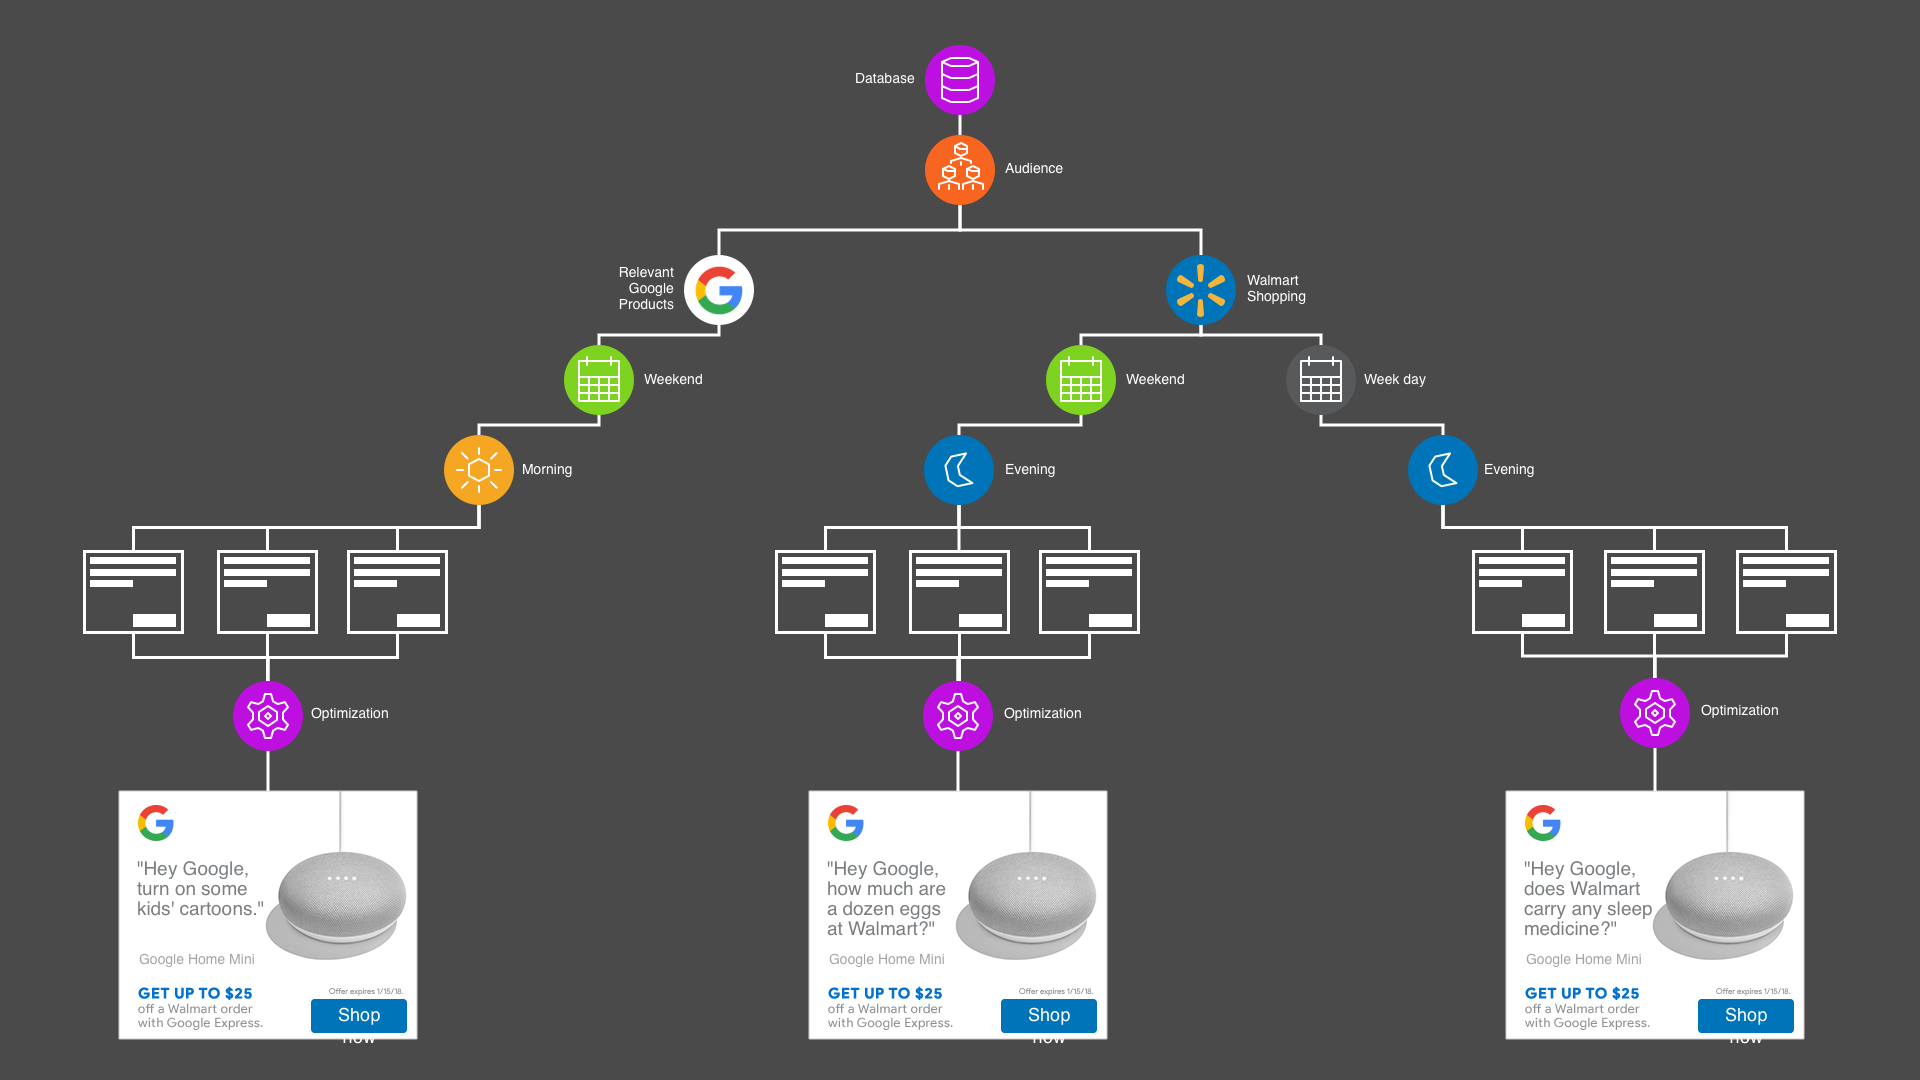 Database
Audience
Relevant
Google
Products
Walmart
Shopping
Weekend
Weekend
Week day
Morning
Evening
Evening
Optimization
Optimization
Optimization
"Hey Google,
turn on some
kids' cartoons."
Google Home Mini
GET UP TO $25
off a Walmart order
with Google Express.
Offer expires 1/15/18.
Shop
now
"Hey Google,
how much are
a dozen eggs
at Walmart?"
Google Home Mini
GET UP TO $25
off a Walmart order
with Google Express.
Offer expires 1/15/18.
Shop
now
"Hey Google,
does Walmart
carry any sleep
medicine?"
Google Home Mini
GET UP TO $25
off a Walmart order
with Google Express.
Offer expires 1/15/18.
Shop
now